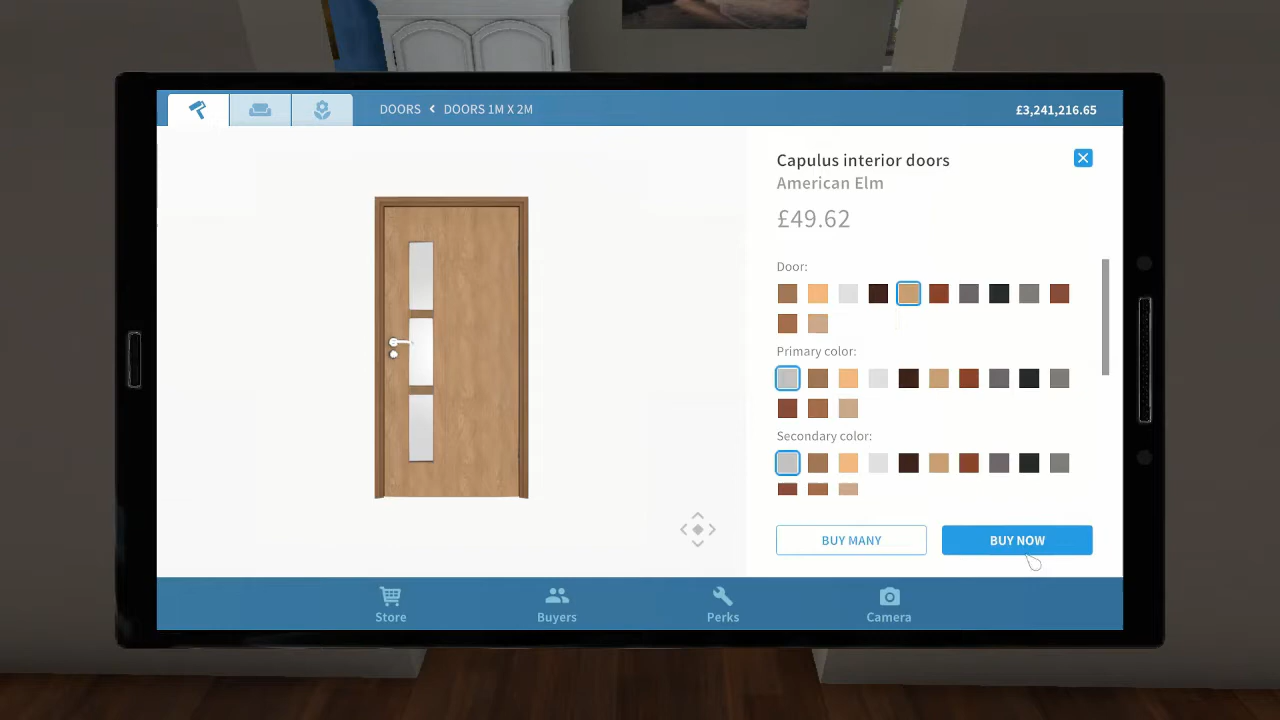 DOORS < DOORS 1M X 2M
£3,241,216.65
Capulus interior doors
American Elm
£49.62
Door:
Primary color:
Secondary color:
BUY MANY
BUY NOW
Store
Buyers
Perks
Camera